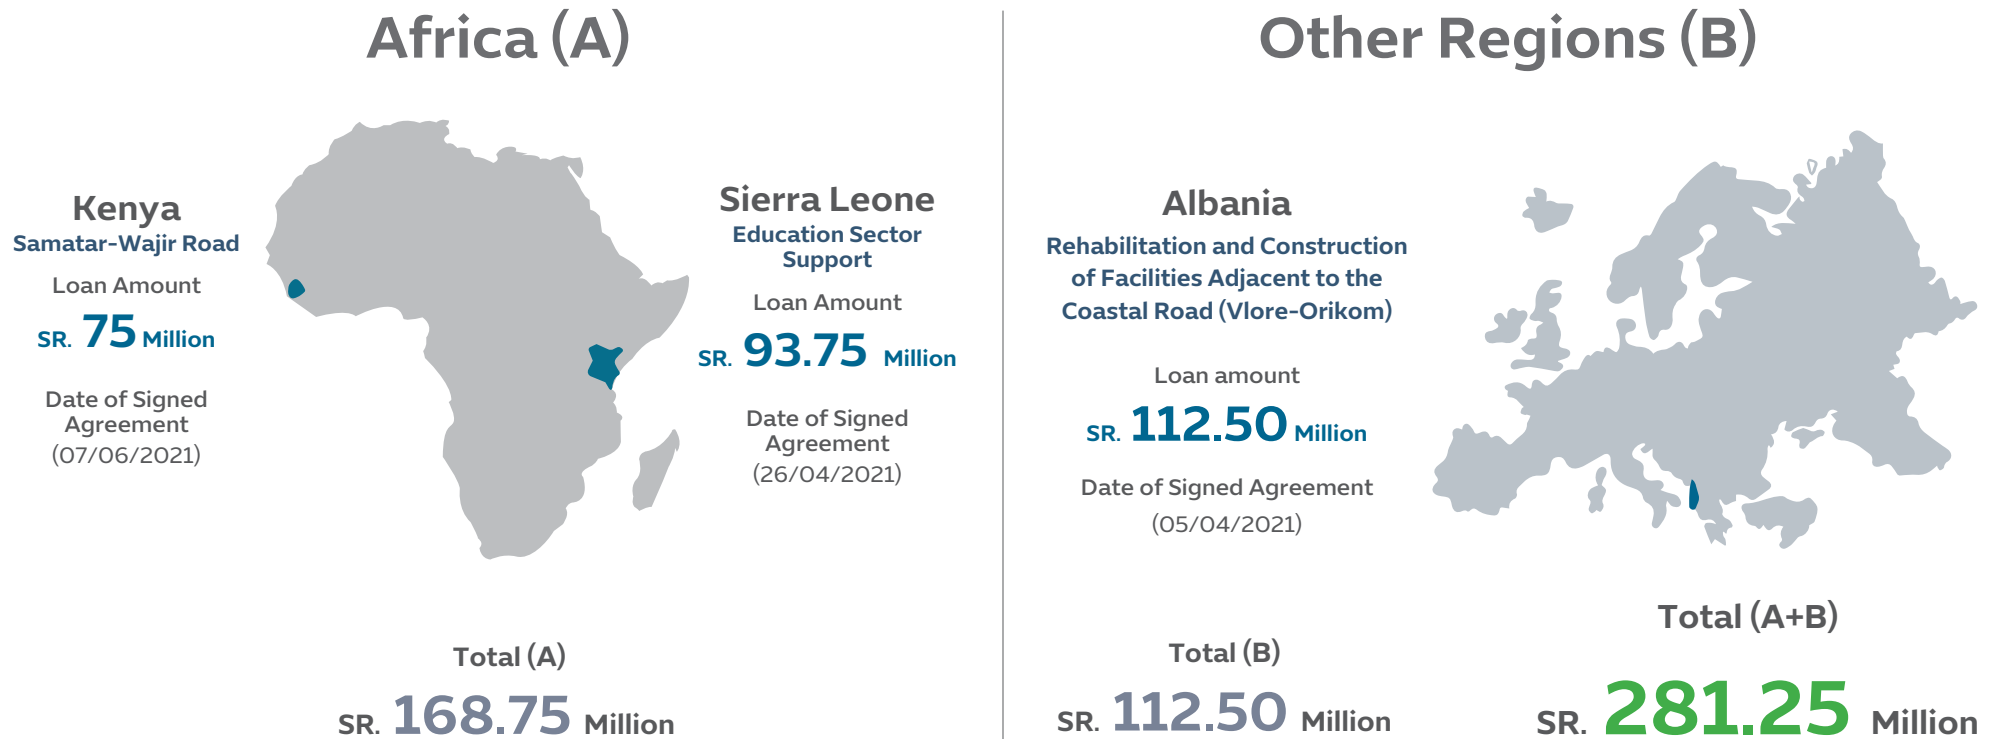 Africa (A)
Kenya
Samatar-Wajir Road
Loan Amount
SR. 75 Million
Date of Signed
Agreement
(07/06/2021)
Sierra Leone
Education Sector
Support
Loan Amount
SR. 93.75 Million
Date of Signed
Agreement
(26/04/2021)
Total (A)
SR. 168.75 Million
Other Regions (B)
Albania
Rehabilitation and Construction
of Facilities Adjacent to the
Coastal Road (Vlore-Orikom)
Loan amount
SR. 112.50 Million
Date of Signed Agreement
(05/04/2021)
Total (B)
SR. 112.50 Million
Total (A+B)
SR. 281.25 Million